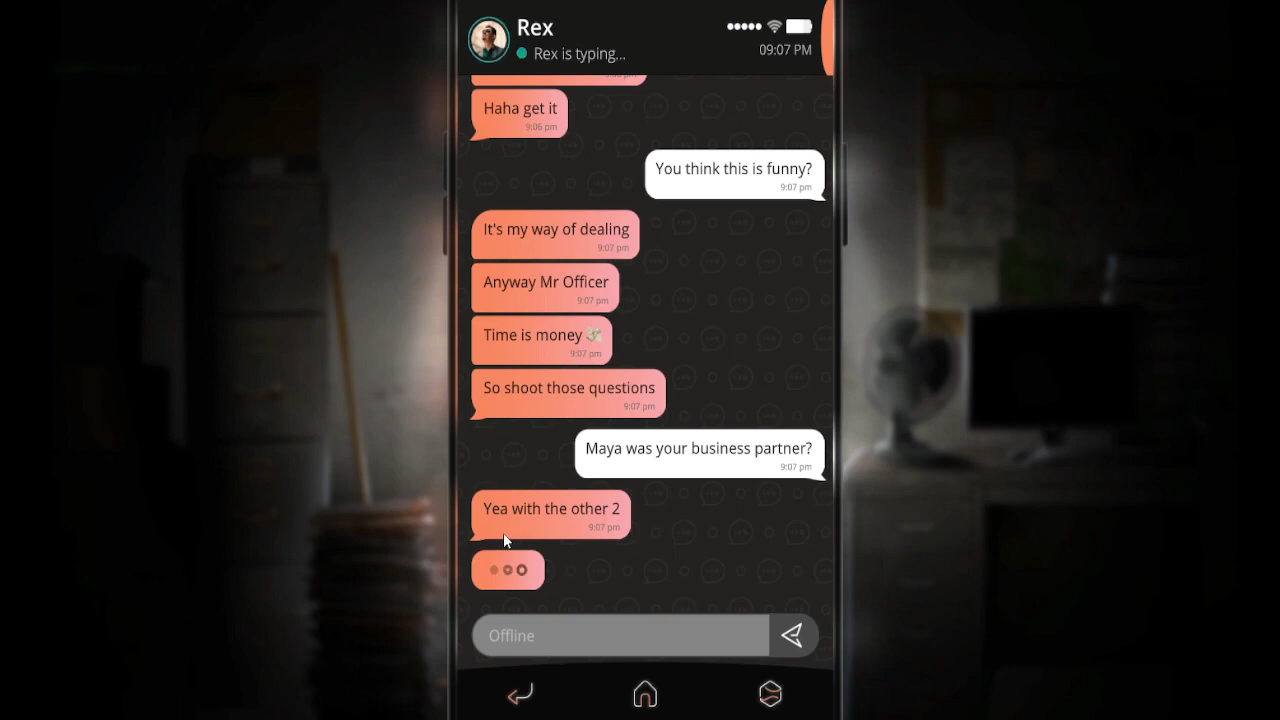 Rex
Rex is typing...
09:07 PM
Haha get it
9:06 pm
You think this is funny?
9:07 pm
It's my way of dealing
9:07 pm
Anyway Mr Officer
9:07 pm
Time is money 💸
9:07 pm
So shoot those questions
9:07 pm
Maya was your business partner?
9:07 pm
Yea with the other 2
9:07 pm
Offline